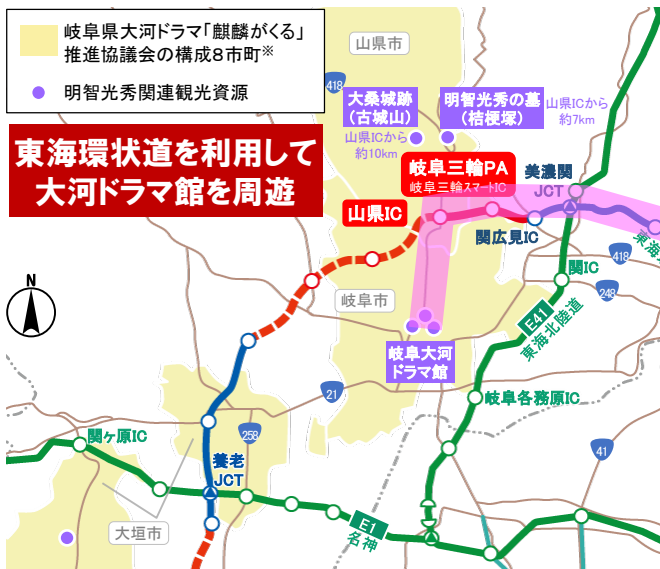 岐阜県大河ドラマ「麒麟がくる」
推進協議会の構成8市町※
明智光秀関連観光資源
東海環状道を利用して
大河ドラマ館を周遊
山県市
418
大桑城跡
(古城山)
山県ICから
約10km
明智光秀の墓
(桔梗塚)
山県ICから
約7km
岐阜三輪PA
岐阜三輪スマートIC
美濃関
JCT
山県IC
関広見IC
東海
418
関IC
248
N
岐阜市
E41
東海北陸道
岐阜大河
ドラマ館
21
岐阜各務原IC
258
関ヶ原IC
養老
JCT
41
大垣市
E1
名神